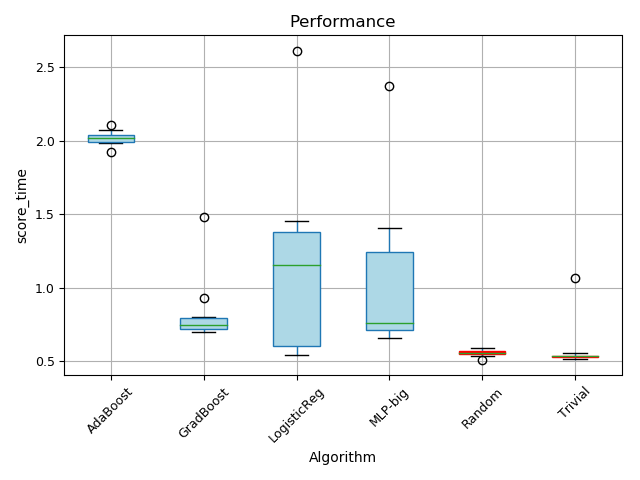 Performance
score_time
2.5
2.0
1.5
1.0
0.5
AdaBoost
GradBoost
LogisticReg
MLP-big
Random
Trivial
Algorithm